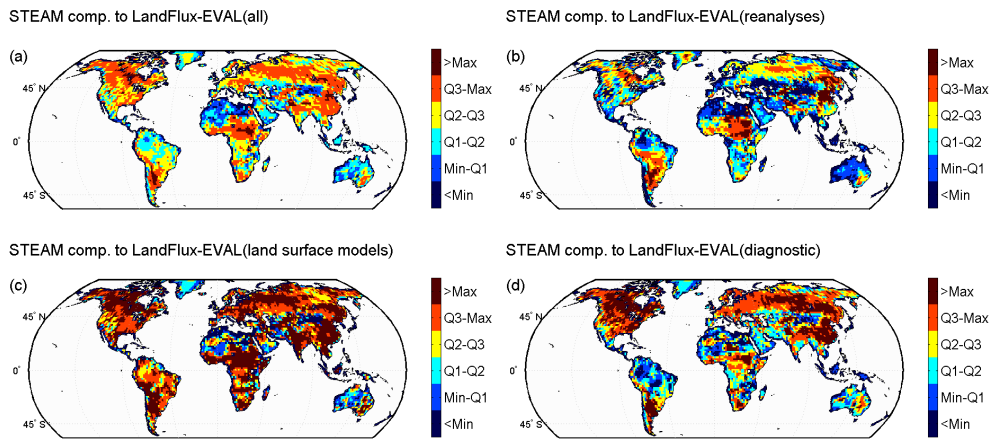 STEAM comp. to LandFlux-EVAL(all)
(a)
45° N
0°
45° S
>Max
Q3-Max
Q2-Q3
Q1-Q2
Min-Q1
<Min
STEAM comp. to LandFlux-EVAL(reanalyses)
(b)
45° N
0°
45° S
>Max
Q3-Max
Q2-Q3
Q1-Q2
Min-Q1
<Min
STEAM comp. to LandFlux-EVAL(land surface models)
(c)
45° N
0°
45° S
>Max
Q3-Max
Q2-Q3
Q1-Q2
Min-Q1
<Min
STEAM comp. to LandFlux-EVAL(diagnostic)
(d)
45° N
0°
45° S
>Max
Q3-Max
Q2-Q3
Q1-Q2
Min-Q1
<Min